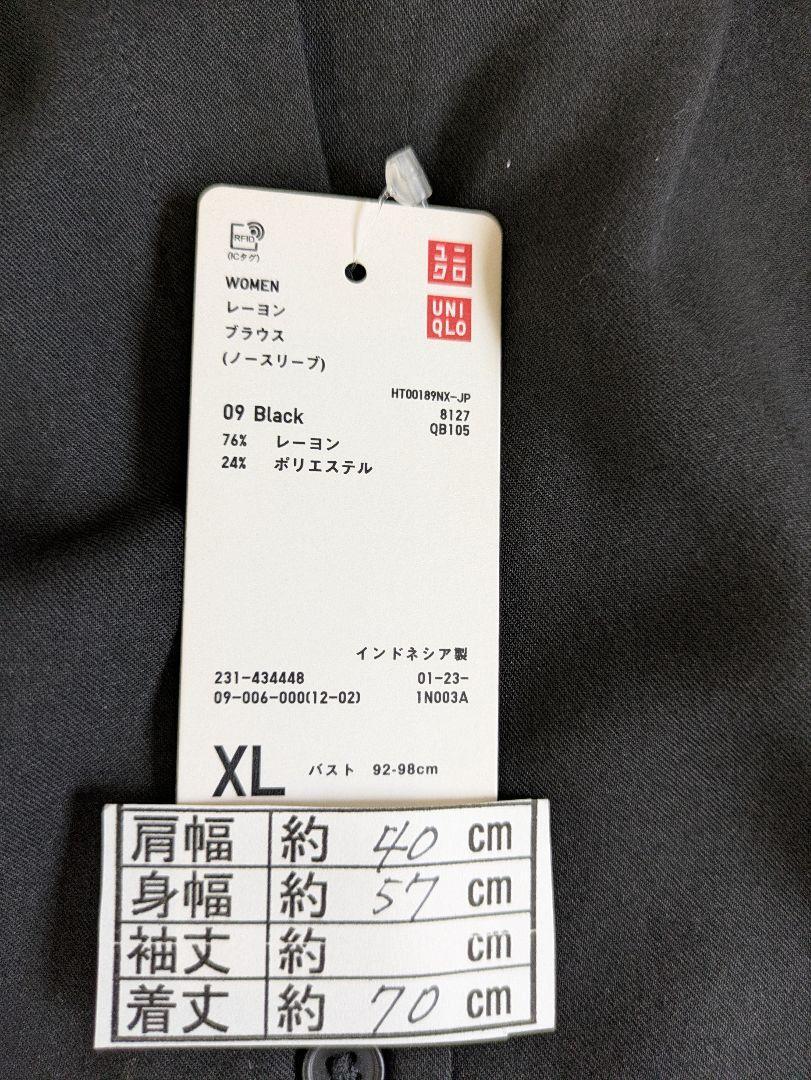 RFID
(ICタグ)
ユニ
クロ
UNI
QLO
WOMEN
レーヨン
ブラウス
(ノースリーブ)
HT00189NX-JP
8127
QB105
09 Black
76% レーヨン
24% ポリエステル
インドネシア製
231-434448 01-23-
09-006-000(12-02) 1N003A
XL バスト 92-98cm
肩幅 約 40 cm
身幅 約 57 cm
袖丈 約 cm
着丈 約 70 cm